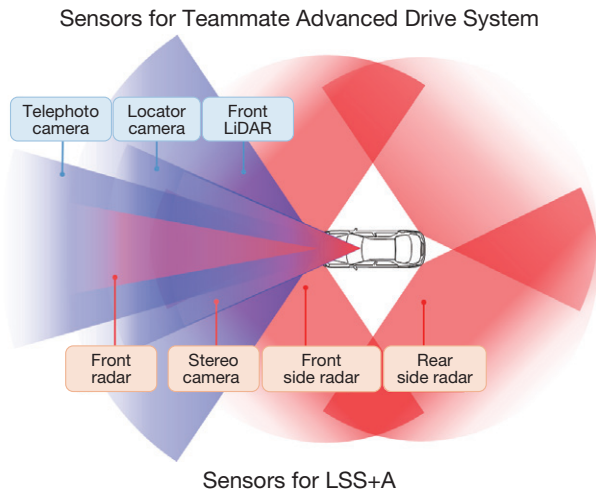 Sensors for Teammate Advanced Drive System
Telephoto
camera
Locator
camera
Front
LiDAR
Front
radar
Stereo
camera
Front
side radar
Rear
side radar
Sensors for LSS+A